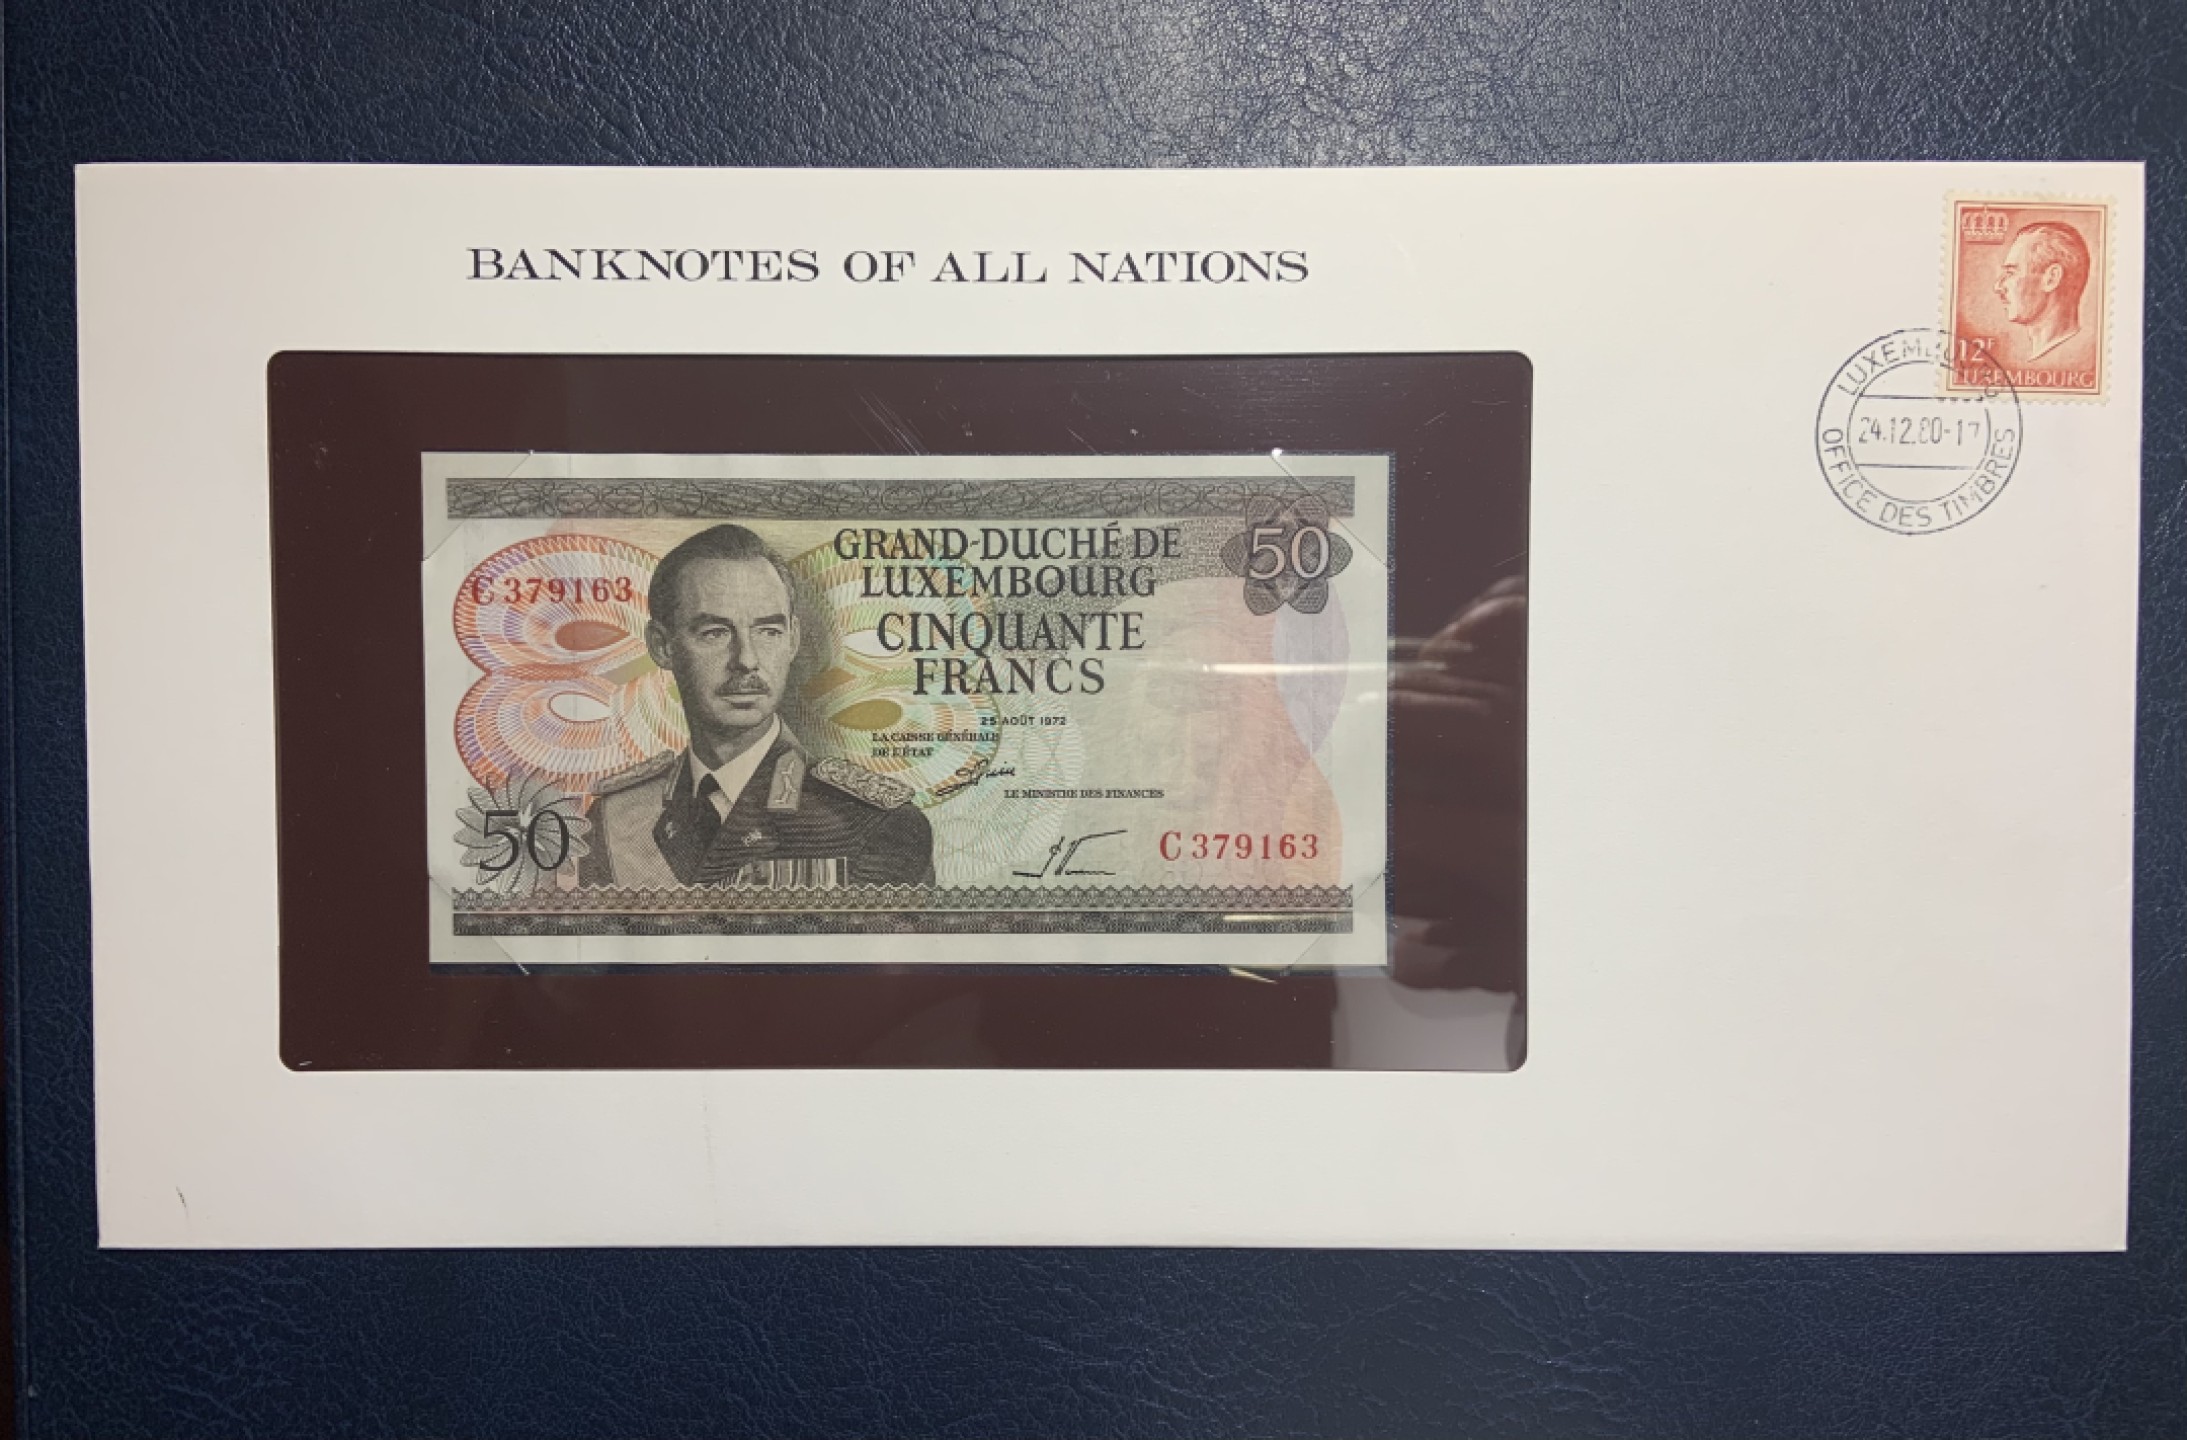 BANKNOTES OF ALL NATIONS
12F
LUXEMBOURG
LUXEMBOURG
24.12.80-17
OFFICE DES TIMBRES
GRAND-DUCHÉ DE
LUXEMBOURG
50
C 379163
CINQUANTE
FRANCS
25 AOÛT 1972
LA CAISSE GÉNÉRALE
DE L'ÉTAT
LE MINISTRE DES FINANCES
50
C 379163